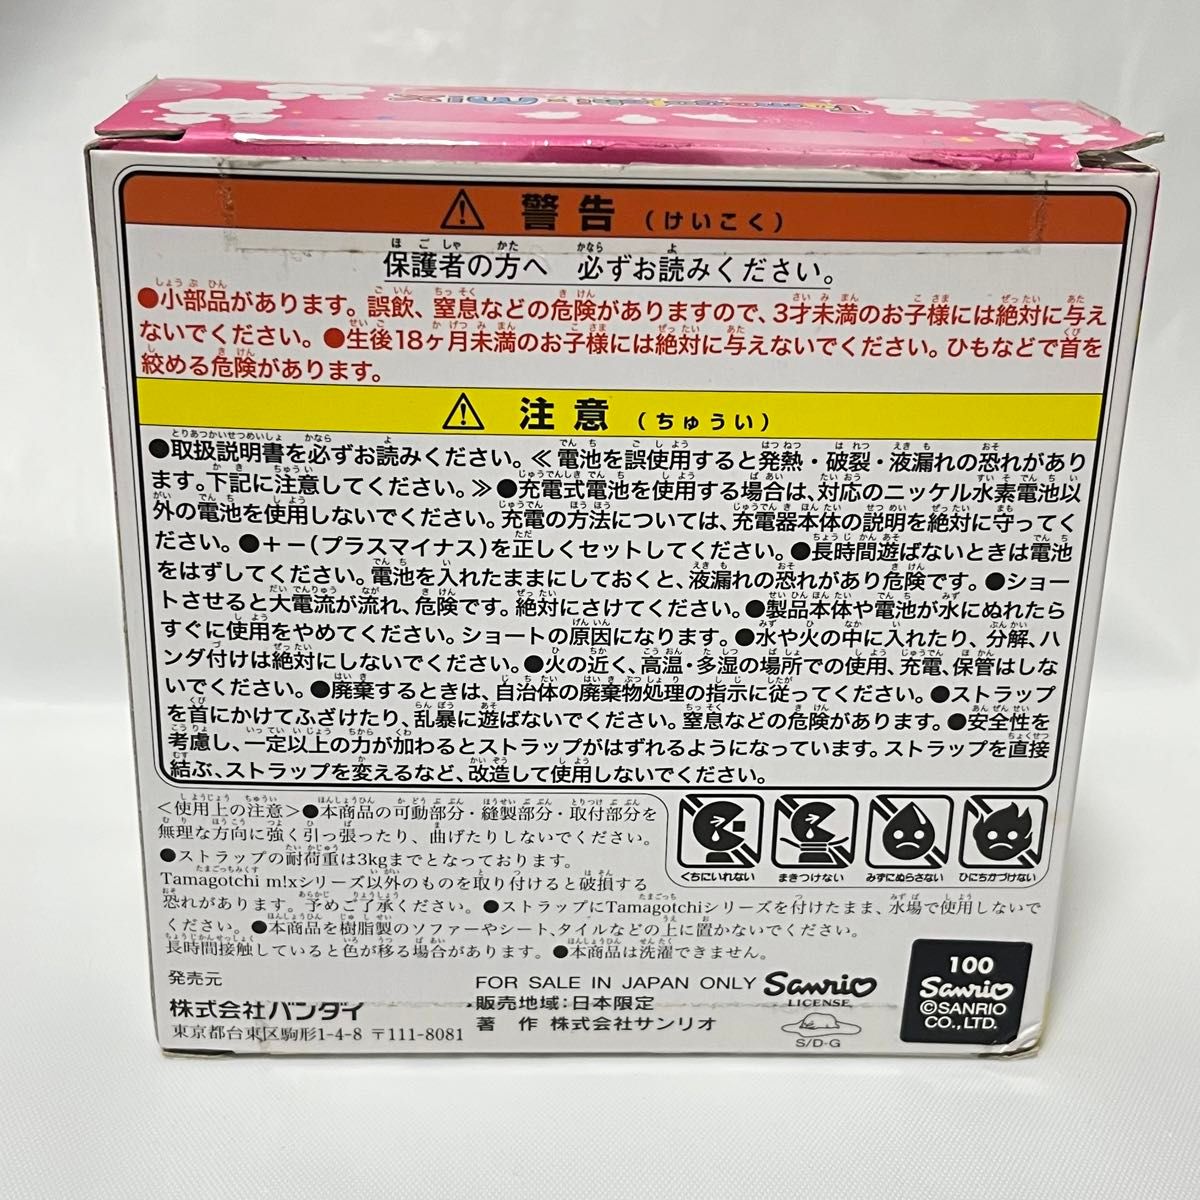 Tamagotchi m!x
警告（けいこく）
保護者の方へ 必ずお読みください。
●小部品があります。誤飲、窒息などの危険がありますので、3才未満のお子様には絶対に与え
ないでください。●生後18ヶ月未満のお子様には絶対に与えないでください。ひもなどで首を
絞める危険があります。
注意（ちゅうい）
●取扱説明書を必ずお読みください。≪電池を誤使用すると発熱・破裂・液漏れの恐れがあり
ます。下記に注意してください。≫●充電式電池を使用する場合は、対応のニッケル水素電池以
外の電池を使用しないでください。充電の方法については、充電器本体の説明を絶対に守ってく
ださい。●＋－(プラスマイナス)を正しくセットしてください。●長時間遊ばないときは電池
をはずしてください。電池を入れたままにしておくと、液漏れの恐れがあり危険です。●ショー
トさせると大電流が流れ、危険です。絶対にさけてください。●製品本体や電池が水にぬれたら
すぐに使用をやめてください。ショートの原因になります。●水や火の中に入れたり、分解、ハ
ンダ付けは絶対にしないでください。●火の近く、高温・多湿の場所での使用、充電、保管はしな
いでください。●廃棄するときは、自治体の廃棄物処理の指示に従ってください。●ストラップ
を首にかけてふざけたり、乱暴に遊ばないでください。窒息などの危険があります。●安全性を
考慮し、一定以上の力が加わるとストラップがはずれるようになっています。ストラップを直接
結ぶ、ストラップを変えるなど、改造して使用しないでください。
＜使用上の注意＞●本商品の可動部分・縫製部分・取付部分を
無理な方向に強く引っ張ったり、曲げたりしないでください。
●ストラップの耐荷重は3kgまでとなっております。
Tamagotchi m!xシリーズ以外のものを取り付けると破損する
恐れがあります。予めご了承ください。●ストラップにTamagotchiシリーズを付けたまま、水場で使用しないで
ください。●本商品を樹脂製のソファーやシート、タイルなどの上に置かないでください。
長時間接触していると色が移る場合があります。●本商品は洗濯できません。
くちにいれない
まきつけない
みずにぬらさない
ひにちかづけない
発売元
株式会社バンダイ
東京都台東区駒形1-4-8 〒111-8081
FOR SALE IN JAPAN ONLY
販売地域：日本限定
著 作 株式会社サンリオ
Sanrio
LICENSE
S/D-G
100
Sanrio
©SANRIO
CO.,LTD.